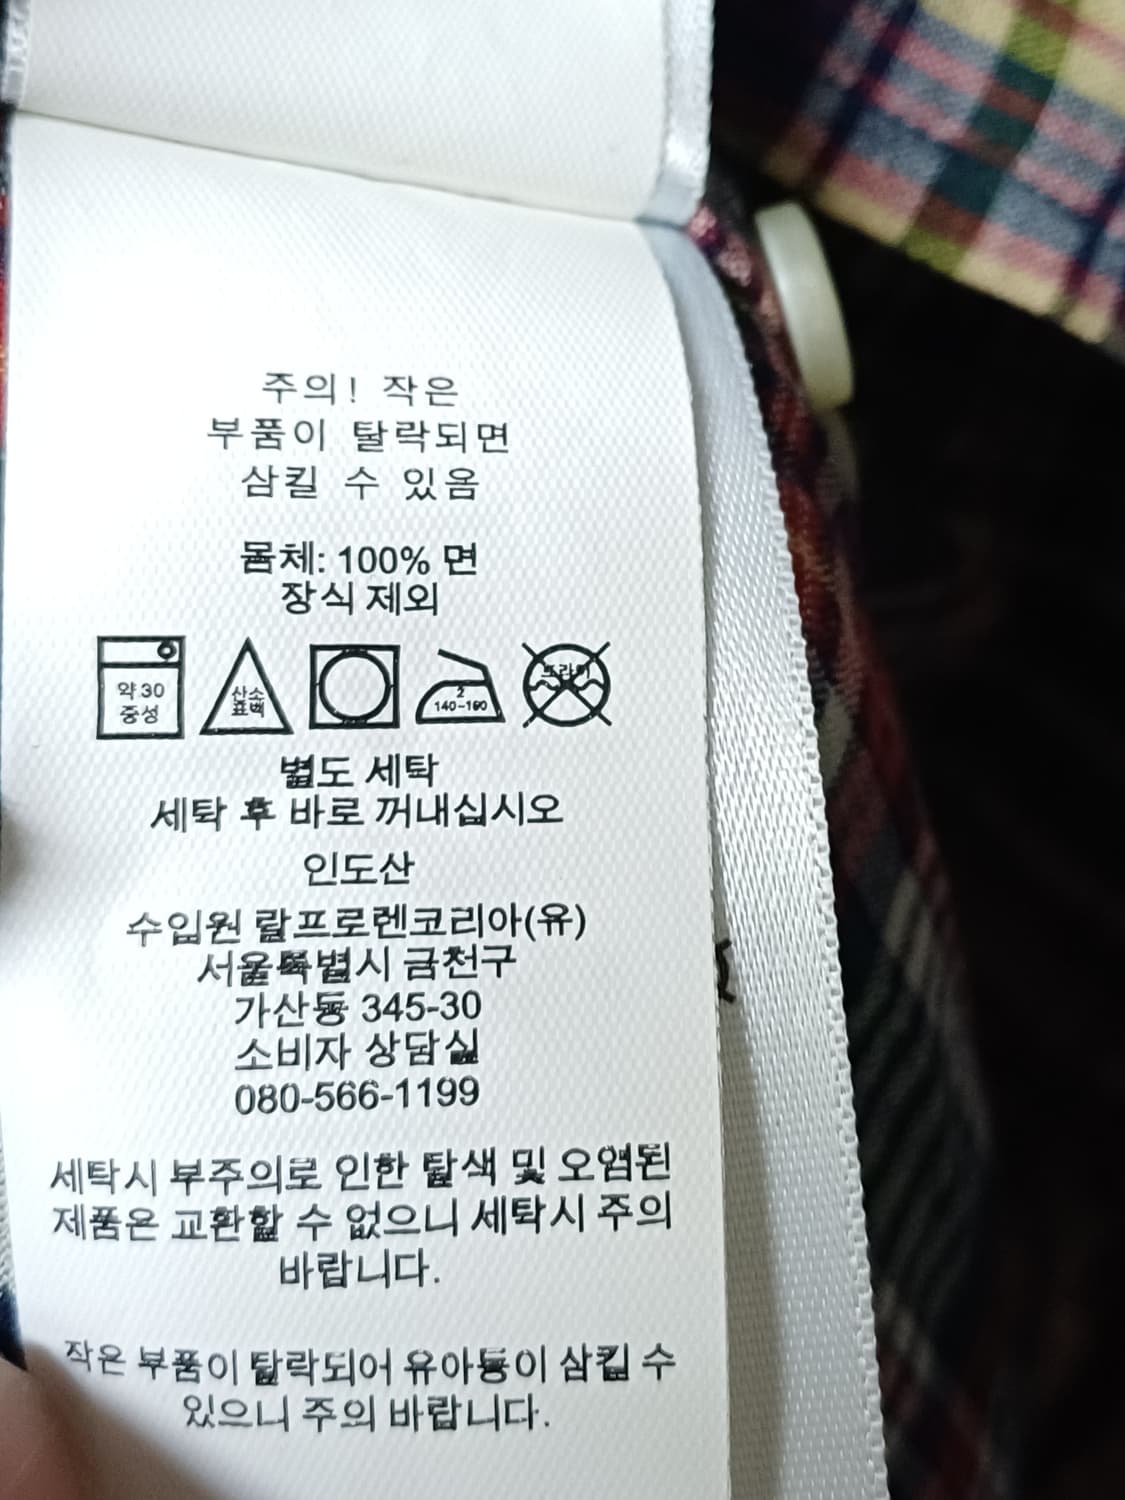 주의! 작은
부품이 탈락되면
삼킬 수 있음
몸체: 100% 면
장식 제외
약 30
중성
산소
표백
2
140-160
드라이
별도 세탁
세탁 후 바로 꺼내십시오
인도산
수입원 랄프로렌코리아(유)
서울특별시 금천구
가산동 345-30
소비자 상담실
080-566-1199
세탁시 부주의로 인한 탈색 및 오염된
제품은 교환할 수 없으니 세탁시 주의
바랍니다.
작은 부품이 탈락되어 유아동이 삼킬 수
있으니 주의 바랍니다.